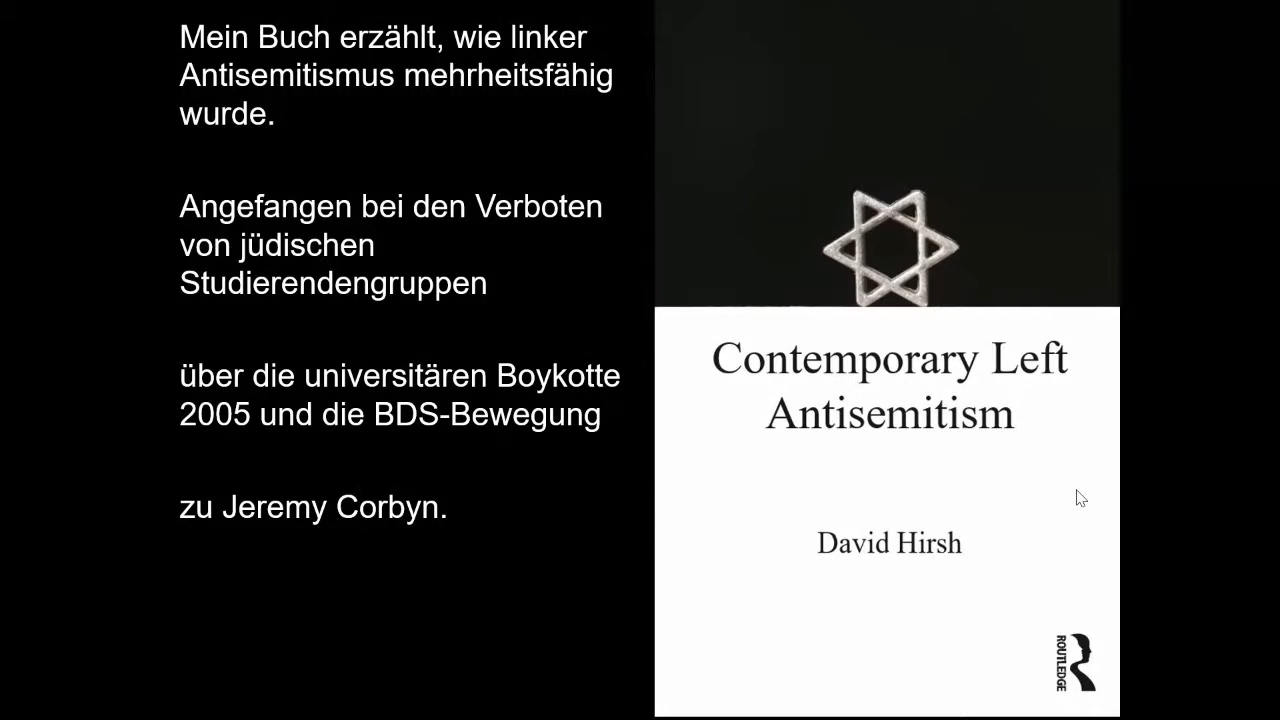 Mein Buch erzählt, wie linker
Antisemitismus mehrheitsfähig
wurde.
Angefangen bei den Verboten
von jüdischen
Studierendengruppen
über die universitären Boykotte
2005 und die BDS-Bewegung
zu Jeremy Corbyn.
Contemporary Left
Antisemitism
David Hirsh
ROUTLEDGE